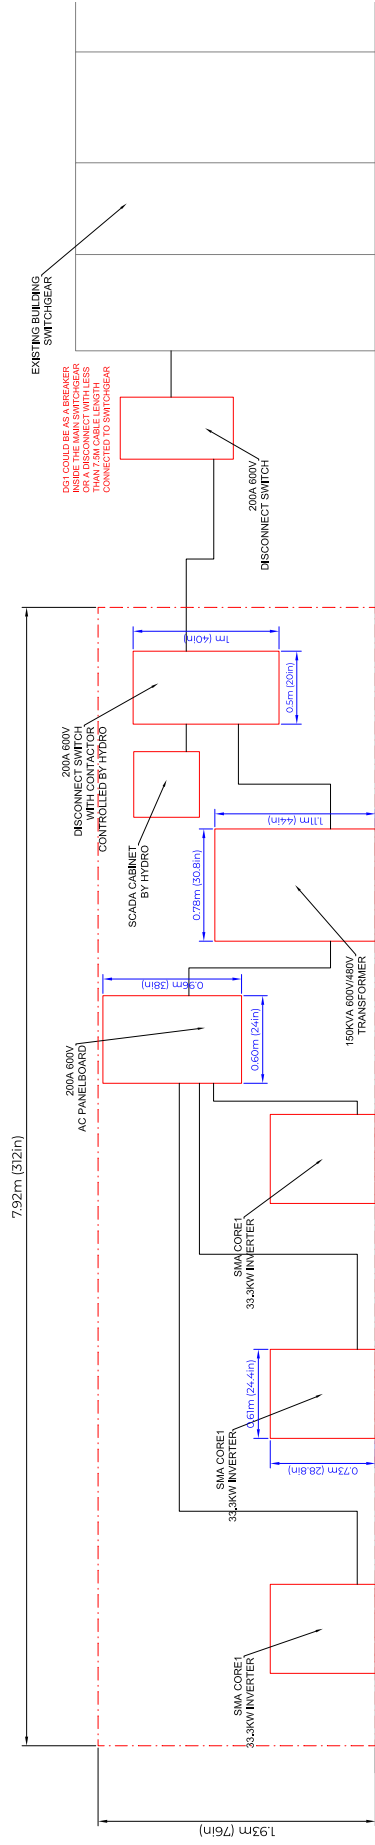 7.92m (312in)
1.93m (76in)
SMA CORE1
33.3KW INVERTER
SMA CORE1
33.3KW INVERTER
0.61m (24.4in)
0.73m (28.8in)
SMA CORE1
33.3KW INVERTER
200A 600V
AC PANELBOARD
0.96m (38in)
0.60m (24in)
150KVA 600V/480V
TRANSFORMER
0.78m (30.8in)
1.11m (44in)
SCADA CABINET
BY HYDRO
200A 600V
DISCONNECT SWITCH
WITH CONTACTOR
CONTROLLED BY HYDRO
1m (40in)
0.5m (20in)
200A 600V
DISCONNECT SWITCH
DG1 COULD BE AS A BREAKER
INSIDE THE MAIN SWITCHGEAR
OR A DISCONNECT WITH LESS
THAN 7.5M CABLE LENGTH
CONNECTED TO SWITCHGEAR
EXISTING BUILDING
SWITCHGEAR